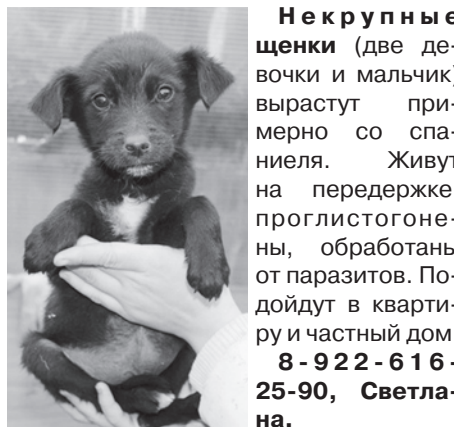 Некрупные
щенки (две де-
вочки и мальчик)
вырастут при-
мерно со спа-
ниеля. Живут
на передержке,
проглистогоне-
ны, обработаны
от паразитов. По-
дойдут в кварти-
ру и частный дом.
8-922-616-
25-90, Светла-
на.